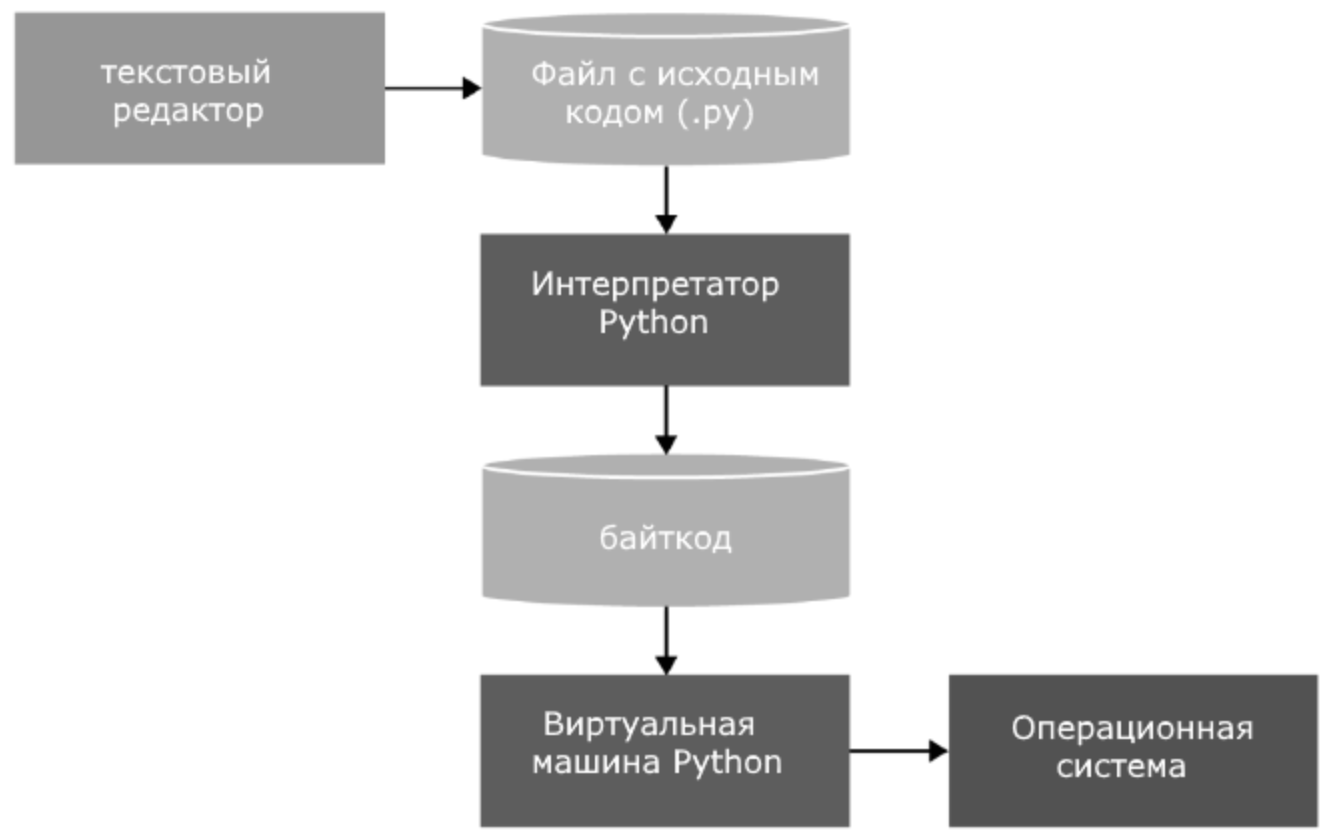 текстовый
редактор
Файл с исходным
кодом (.py)
Интерпретатор
Python
байткод
Виртуальная
машина Python
Операционная
система